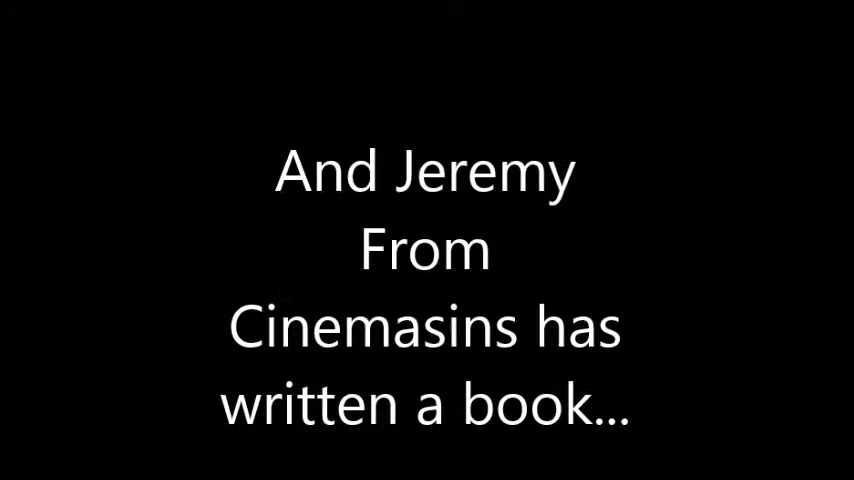 And Jeremy
From
Cinemasins has
written a book...